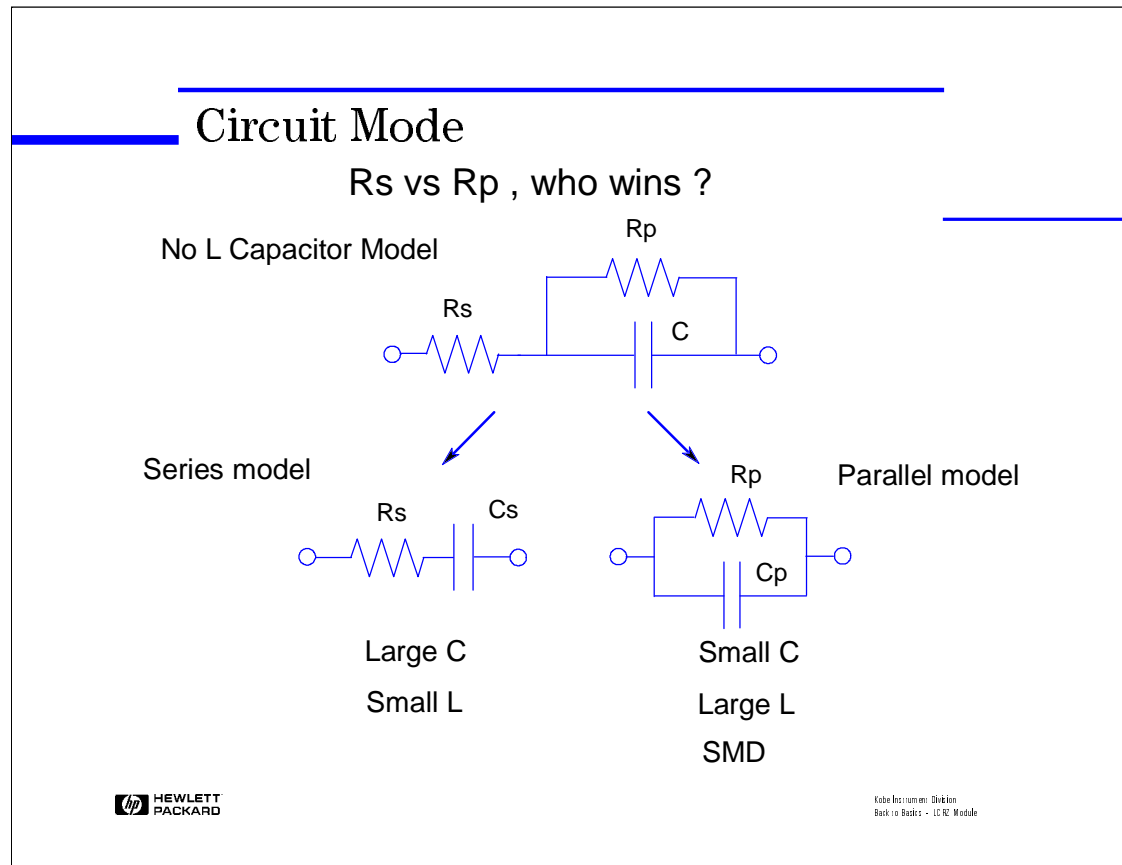 Circuit Mode
Rs vs Rp , who wins ?
No L Capacitor Model
Rp
Rs
C
Series model
Parallel model
Rs
Cs
Rp
Cp
Large C
Small L
Small C
Large L
SMD
hp HEWLETT
PACKARD
Kobe Instrument Division
Back to Basics - LCRZ Module